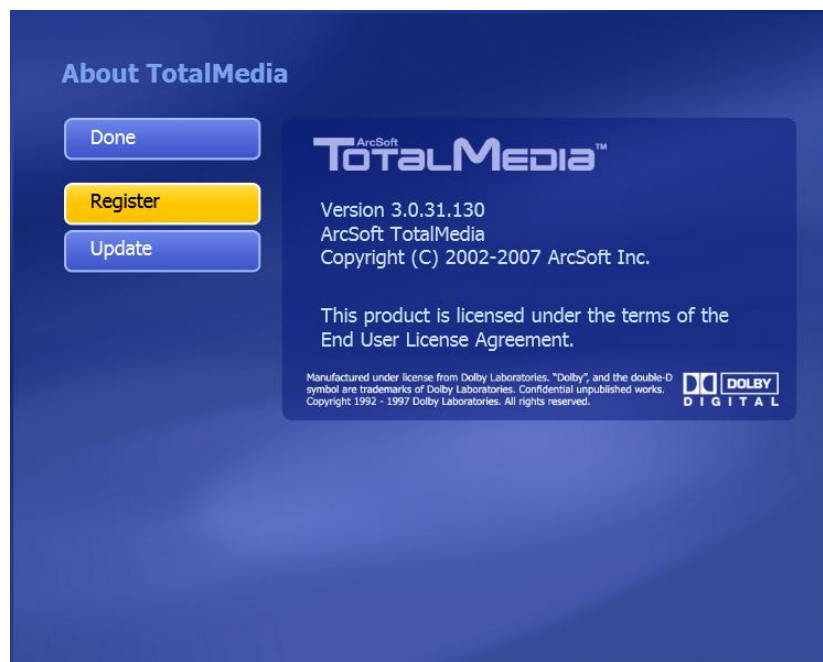 About TotalMedia
Done
Register
Update
ArcSoft
TOTALMEDIA™
Version 3.0.31.130
ArcSoft TotalMedia
Copyright (C) 2002-2007 ArcSoft Inc.
This product is licensed under the terms of the
End User License Agreement.
Manufactured under license from Dolby Laboratories. "Dolby", and the double-D
symbol are trademarks of Dolby Laboratories. Confidential unpublished works.
Copyright 1992 - 1997 Dolby Laboratories. All rights reserved.
DOLBY
DIGITAL